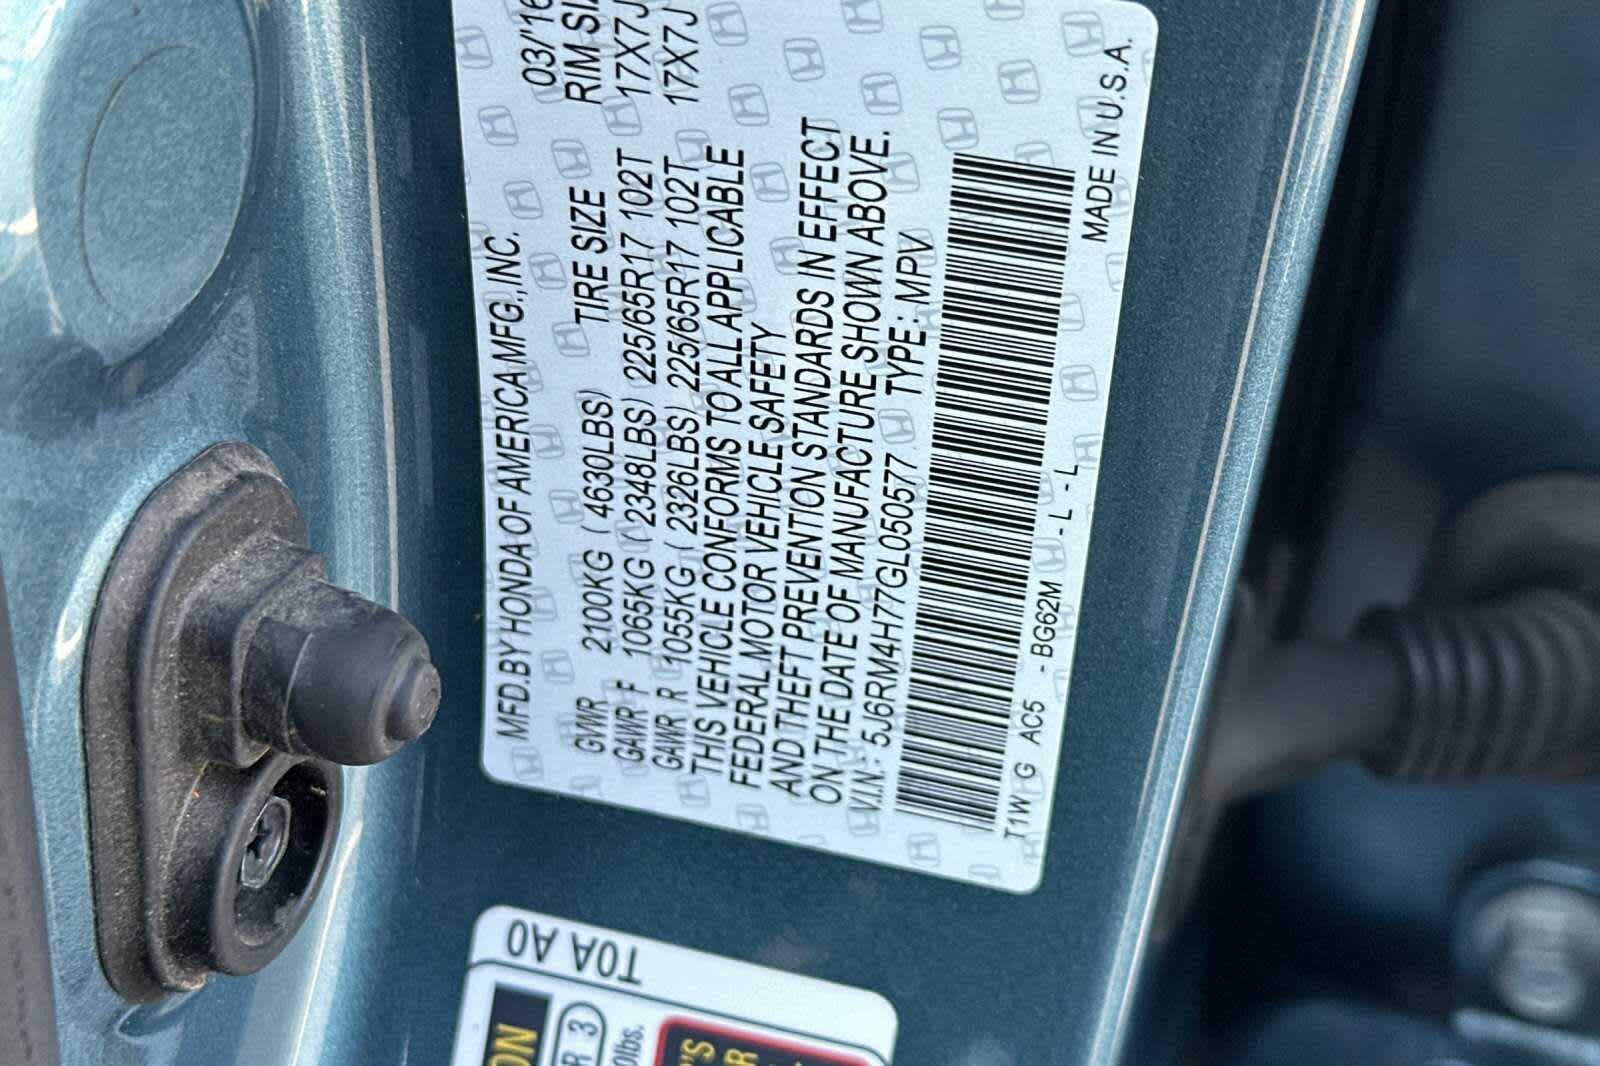 MFD.BY HONDA OF AMERICA MFG.,INC. 03/'16
TIRE SIZE
GVWR 2100KG ( 4630LBS)
GAWR F 1065KG ( 2348LBS) 225/65R17 102T 17X7J
GAWR R 1055KG ( 2326LBS) 225/65R17 102T 17X7J
THIS VEHICLE CONFORMS TO ALL APPLICABLE
FEDERAL MOTOR VEHICLE SAFETY
AND THEFT PREVENTION STANDARDS IN EFFECT
ON THE DATE OF MANUFACTURE SHOWN ABOVE.
V.I.N.: 5J6RM4H77GL050577 TYPE : MPV
T1W G AC5 - BG62M - L - L
MADE IN U.S.A.
T0A A0